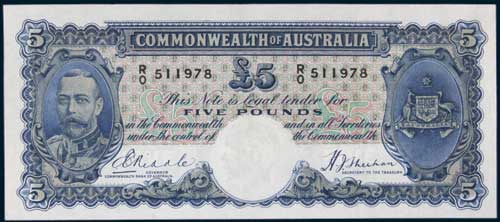 £5 £5
COMMONWEALTH OF AUSTRALIA
R/0 511978 £5 R/0 511978
This Note is Legal tender for
FIVE POUNDS
in the Commonwealth and in all Territories
under the control of the Commonwealth.
GOVERNOR SECRETARY TO THE TREASURY
COMMONWEALTH BANK OF AUSTRALIA
£5 £5